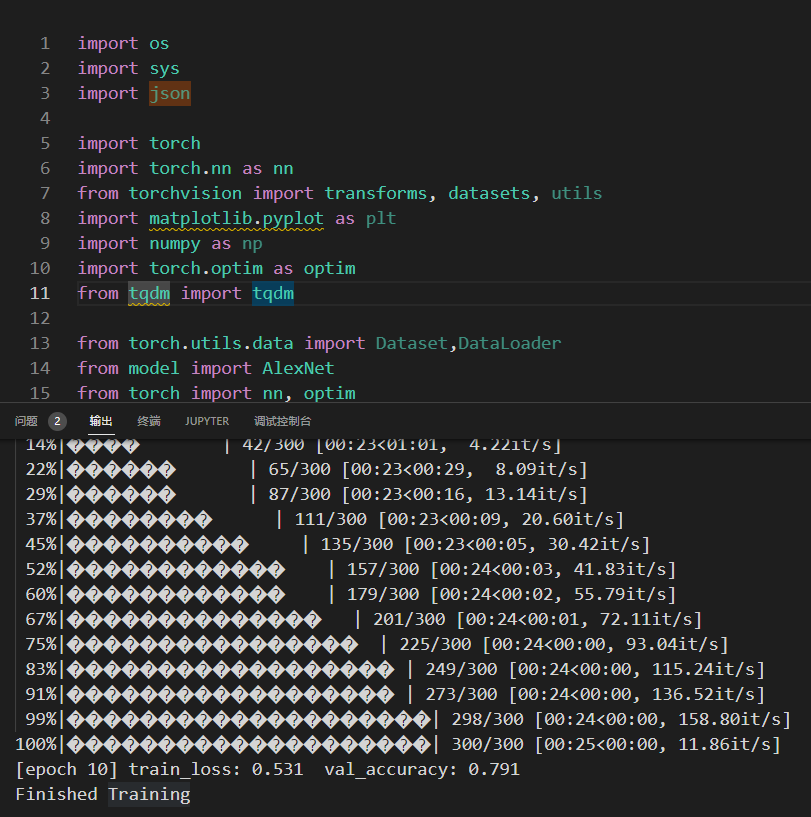 1 import os
2 import sys
3 import json
4
5 import torch
6 import torch.nn as nn
7 from torchvision import transforms, datasets, utils
8 import matplotlib.pyplot as plt
9 import numpy as np
10 import torch.optim as optim
11 from tqdm import tqdm
12
13 from torch.utils.data import Dataset,DataLoader
14 from model import AlexNet
15 from torch import nn, optim
问题 2 输出 终端 JUPYTER 调试控制台
14%|����       | 42/300 [00:23<01:01,  4.22it/s]
22%|������      | 65/300 [00:23<00:29,  8.09it/s]
29%|������      | 87/300 [00:23<00:16, 13.14it/s]
37%|��������     | 111/300 [00:23<00:09, 20.60it/s]
45%|����������    | 135/300 [00:23<00:05, 30.42it/s]
52%|������������   | 157/300 [00:24<00:03, 41.83it/s]
60%|������������   | 179/300 [00:24<00:02, 55.79it/s]
67%|��������������  | 201/300 [00:24<00:01, 72.11it/s]
75%|����������������  | 225/300 [00:24<00:00, 93.04it/s]
83%|������������������ | 249/300 [00:24<00:00, 115.24it/s]
91%|������������������ | 273/300 [00:24<00:00, 136.52it/s]
99%|��������������������| 298/300 [00:24<00:00, 158.80it/s]
100%|��������������������| 300/300 [00:25<00:00, 11.86it/s]
[epoch 10] train_loss: 0.531  val_accuracy: 0.791
Finished Training